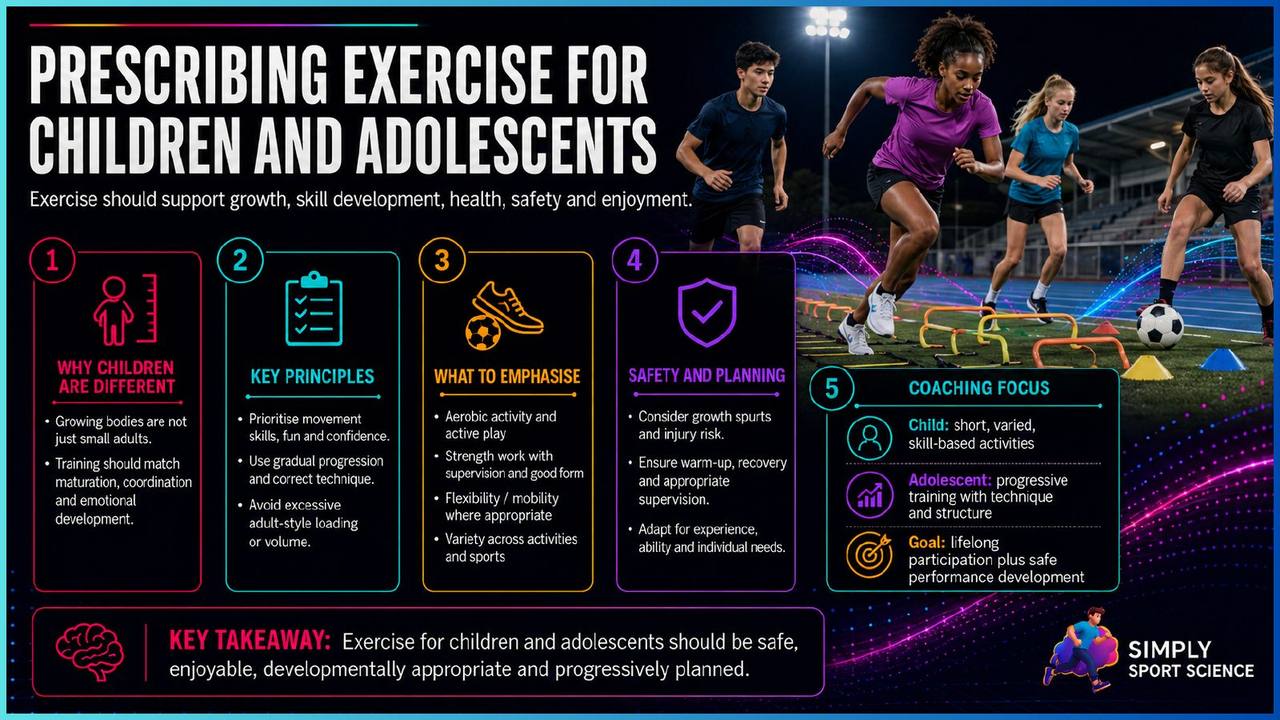 PRESCRIBING EXERCISE FOR
CHILDREN AND ADOLESCENTS
Exercise should support growth, skill development, health, safety and enjoyment.
1
WHY CHILDREN
ARE DIFFERENT
• Growing bodies are not
just small adults.
• Training should match
maturation, coordination
and emotional
development.
2
KEY PRINCIPLES
• Prioritise movement
skills, fun and confidence.
• Use gradual progression
and correct technique.
• Avoid excessive
adult-style loading
or volume.
3
WHAT TO EMPHASISE
• Aerobic activity and
active play
• Strength work with
supervision and good form
• Flexibility / mobility
where appropriate
• Variety across activities
and sports
4
SAFETY AND PLANNING
• Consider growth spurts
and injury risk.
• Ensure warm-up, recovery
and appropriate
supervision.
• Adapt for experience,
ability and individual needs.
5
COACHING FOCUS
Child: short, varied,
skill-based activities
Adolescent: progressive
training with technique
and structure
Goal: lifelong
participation plus safe
performance development
KEY TAKEAWAY: Exercise for children and adolescents should be safe,
enjoyable, developmentally appropriate and progressively planned.
SIMPLY
SPORT SCIENCE